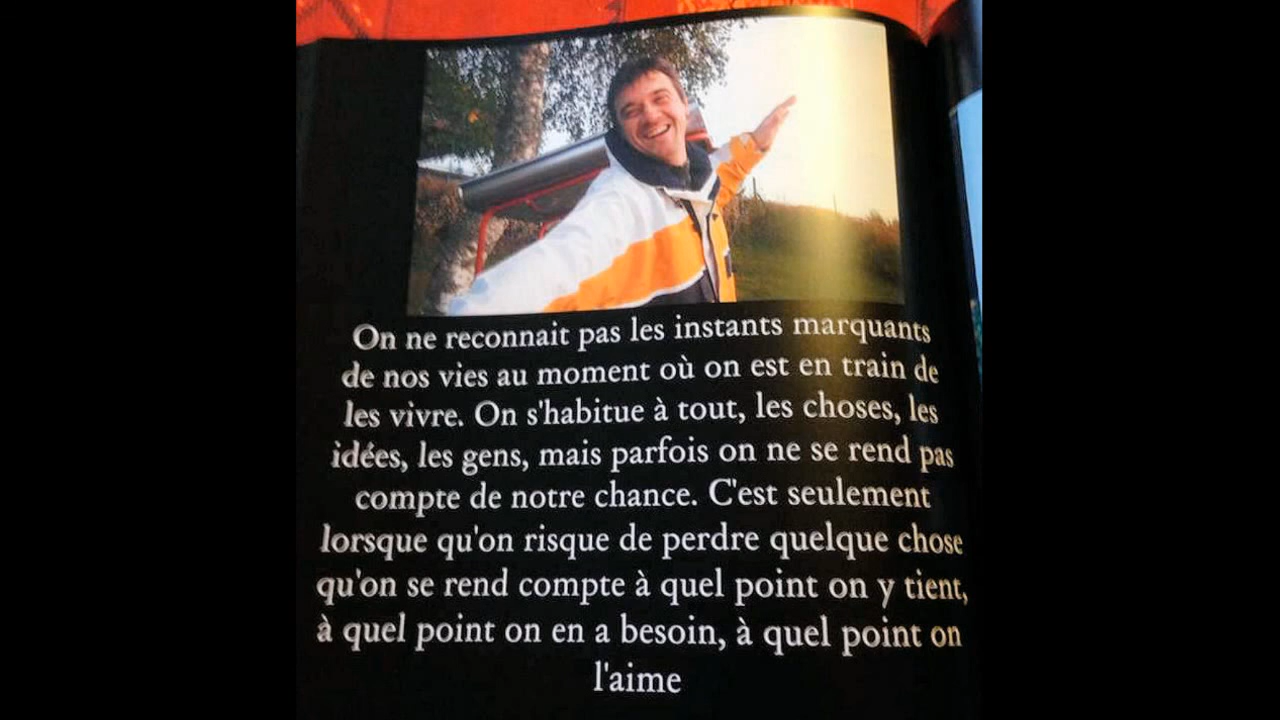 On ne reconnait pas les instants marquants
de nos vies au moment où on est en train de
les vivre. On s'habitue à tout, les choses, les
idées, les gens, mais parfois on ne se rend pas
compte de notre chance. C'est seulement
lorsque qu'on risque de perdre quelque chose
qu'on se rend compte à quel point on y tient,
à quel point on en a besoin, à quel point on
l'aime